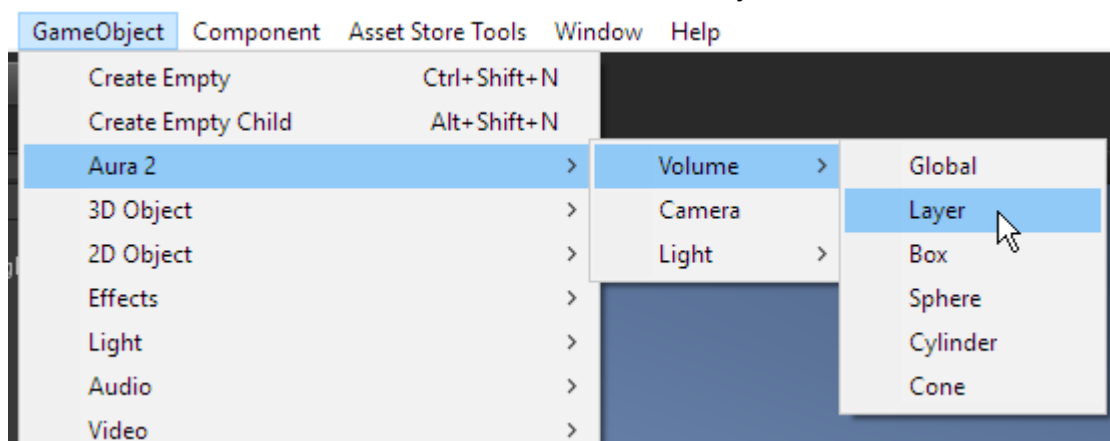 GameObject Component Asset Store Tools Window Help
Create Empty Ctrl+Shift+N
Create Empty Child Alt+Shift+N
Aura 2 >
3D Object >
2D Object >
Effects >
Light >
Audio >
Video >
Volume >
Camera
Light >
Global
Layer
Box
Sphere
Cylinder
Cone